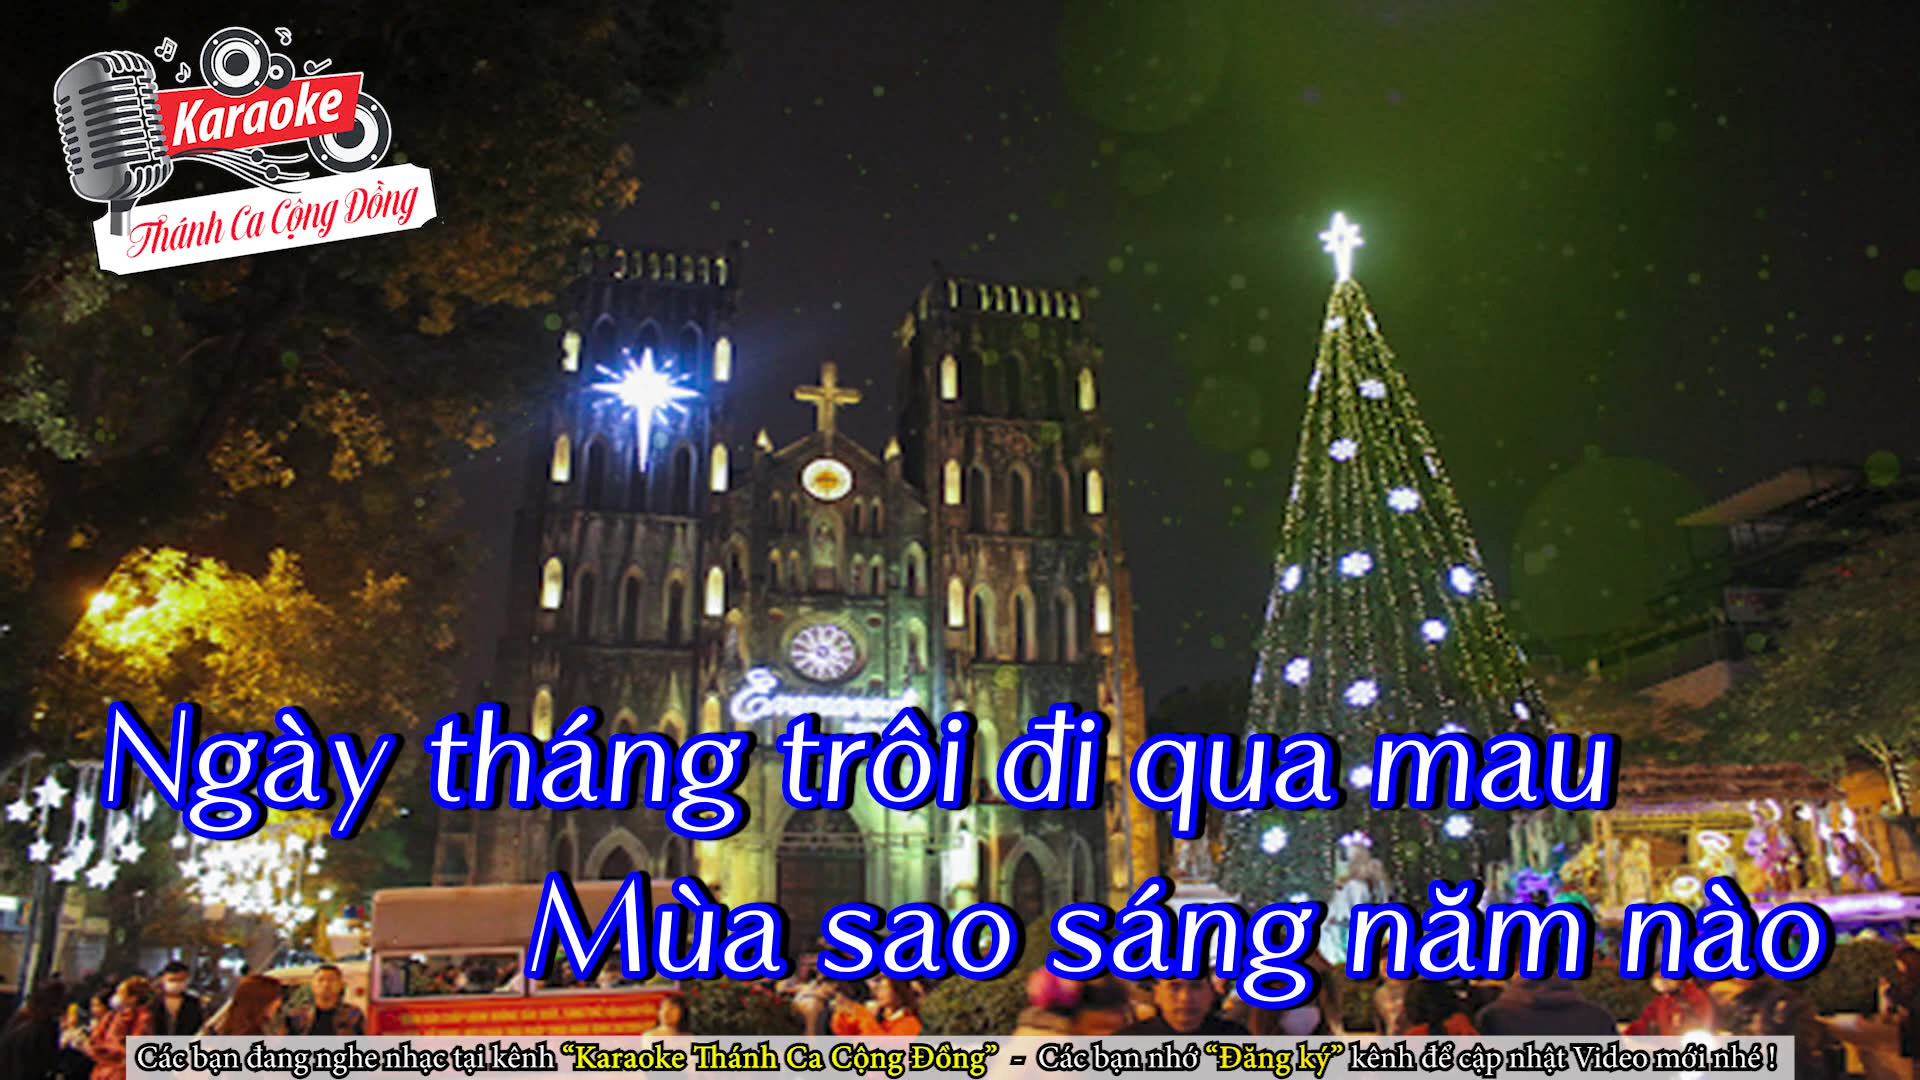 Karaoke
Thánh Ca Cộng Đồng
Ngày tháng trôi đi qua mau
Mùa sao sáng năm nào
Các bạn đang nghe nhạc tại kênh “Karaoke Thánh Ca Cộng Đồng” - Các bạn nhớ “Đăng ký” kênh để cập nhật Video mới nhé !